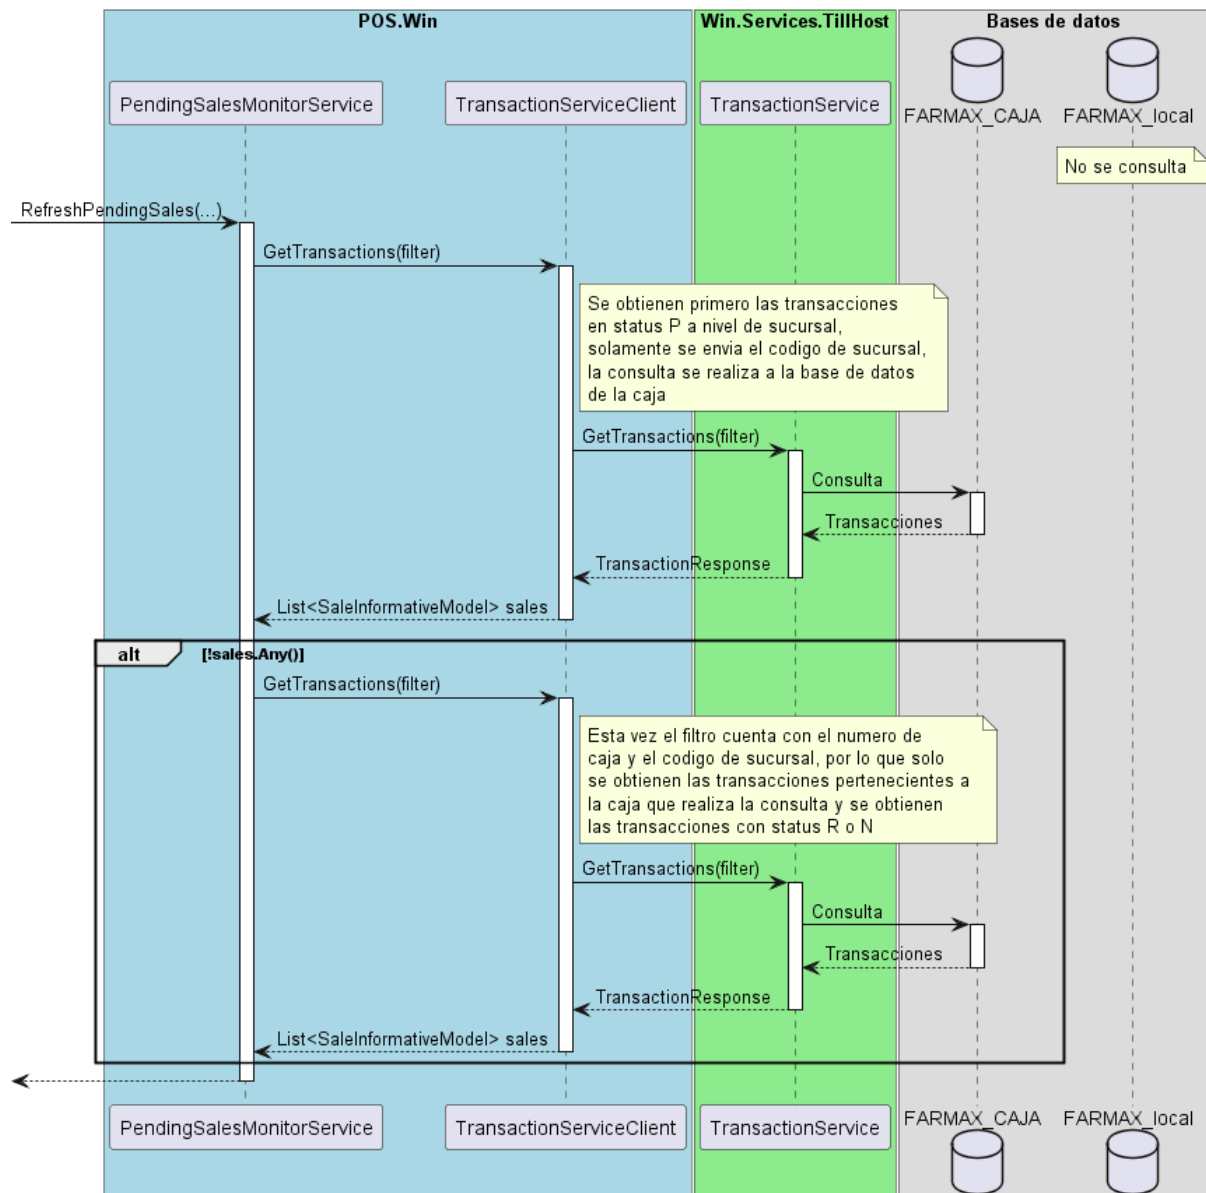 POS.Win
Win.Services.TillHost
Bases de datos
PendingSalesMonitorService
TransactionServiceClient
TransactionService
FARMAX_CAJA
FARMAX_local
No se consulta
RefreshPendingSales(...)
GetTransactions(filter)
Se obtienen primero las transacciones
en status P a nivel de sucursal,
solamente se envia el codigo de sucursal,
la consulta se realiza a la base de datos
de la caja
GetTransactions(filter)
Consulta
Transacciones
TransactionResponse
List<SaleInformativeModel> sales
alt
[!sales.Any()]
GetTransactions(filter)
Esta vez el filtro cuenta con el numero de
caja y el codigo de sucursal, por lo que solo
se obtienen las transacciones pertenecientes a
la caja que realiza la consulta y se obtienen
las transacciones con status R o N
GetTransactions(filter)
Consulta
Transacciones
TransactionResponse
List<SaleInformativeModel> sales
PendingSalesMonitorService
TransactionServiceClient
TransactionService
FARMAX_CAJA
FARMAX_local